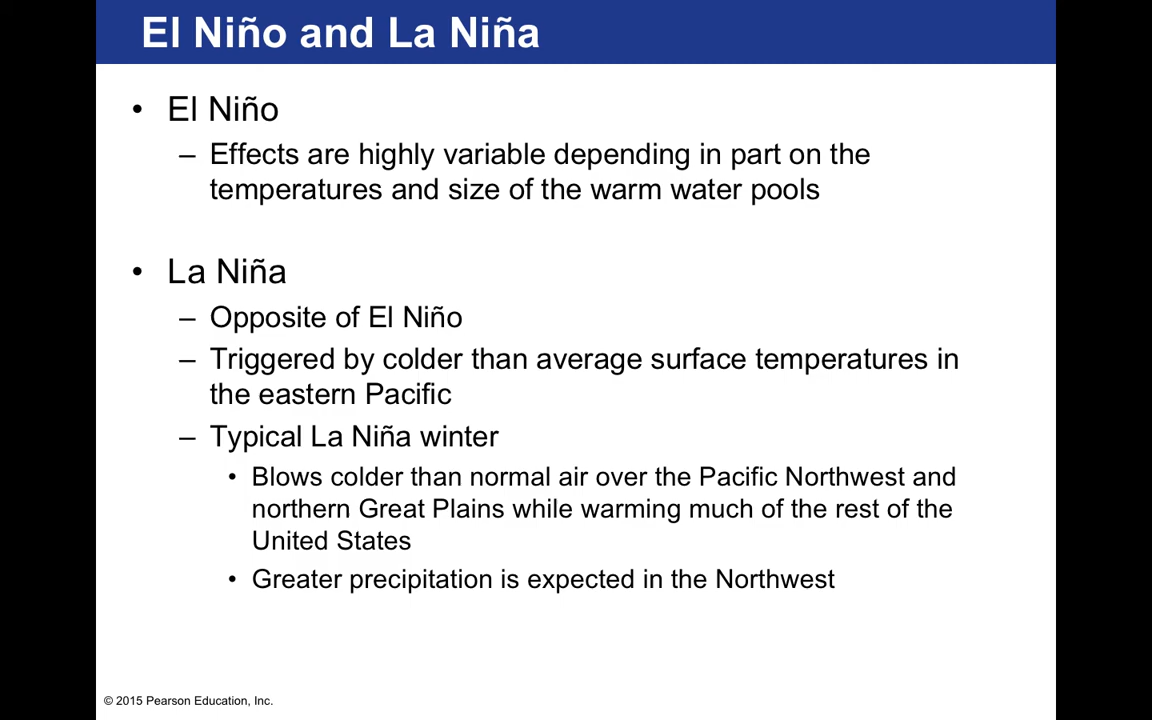 El Niño and La Niña
• El Niño
– Effects are highly variable depending in part on the
temperatures and size of the warm water pools
• La Niña
– Opposite of El Niño
– Triggered by colder than average surface temperatures in
the eastern Pacific
– Typical La Niña winter
• Blows colder than normal air over the Pacific Northwest and
northern Great Plains while warming much of the rest of the
United States
• Greater precipitation is expected in the Northwest
© 2015 Pearson Education, Inc.